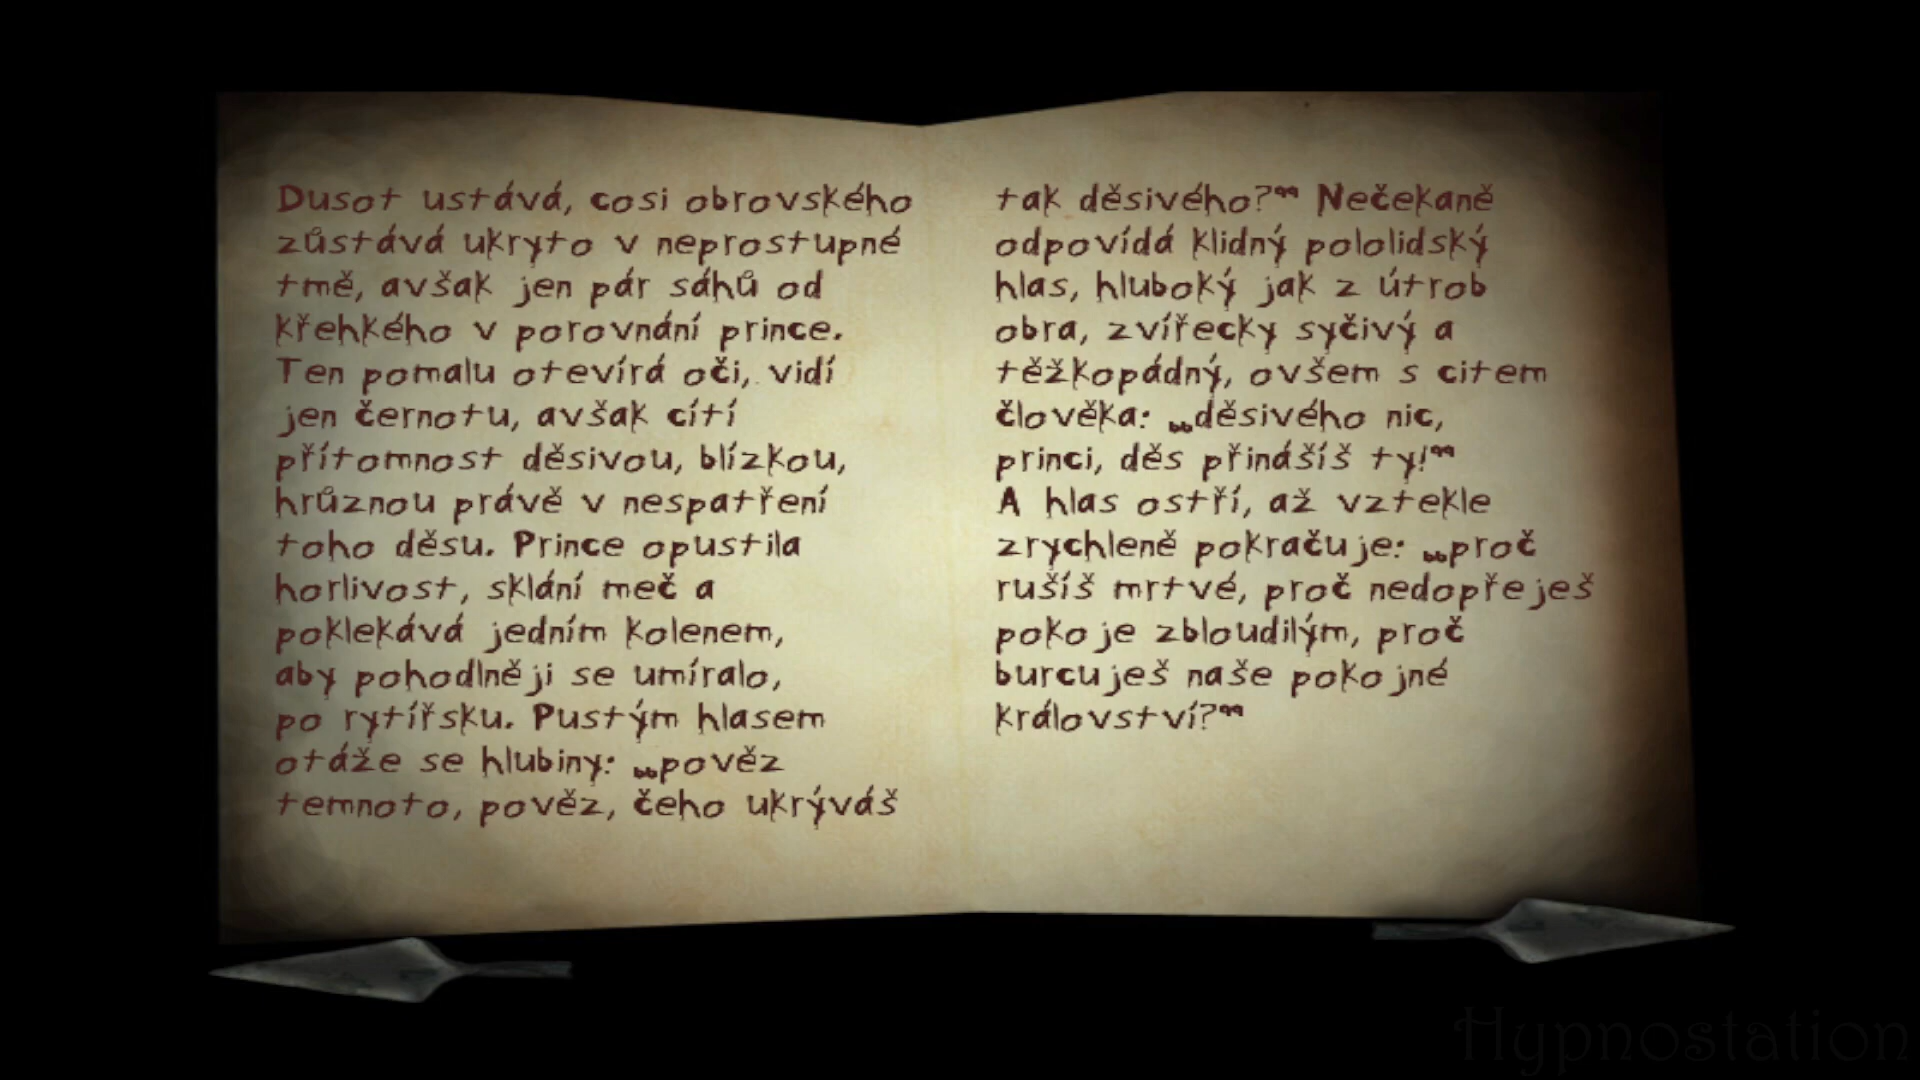 Dusot ustává, cosi obrovského
zůstává ukryto v neprostupné
tmě, avšak jen pár sáhů od
křehkého v porovnání prince.
Ten pomalu otevírá oči, vidí
jen černotu, avšak cítí
přítomnost děsivou, blízkou,
hrůznou právě v nespatření
toho děsu. Prince opustila
horlivost, sklání meč a
poklekává jedním kolenem,
aby pohodlněji se umíralo,
po rytířsku. Pustým hlasem
otáže se hlubiny: „pověz
temnoto, pověz, čeho ukrýváš
tak děsivého?“ Nečekaně
odpovídá klidný pololidský
hlas, hluboký jak z útrob
obra, zvířecky syčivý a
těžkopádný, ovšem s citem
člověka: „děsivého nic,
princi, děs přinášíš ty!“
A hlas ostří, až vztekle
zrychleně pokračuje: „proč
rušíš mrtvé, proč nedopřeješ
pokoje zbloudilým, proč
burcuješ naše pokojné
království?“
Hypnostation